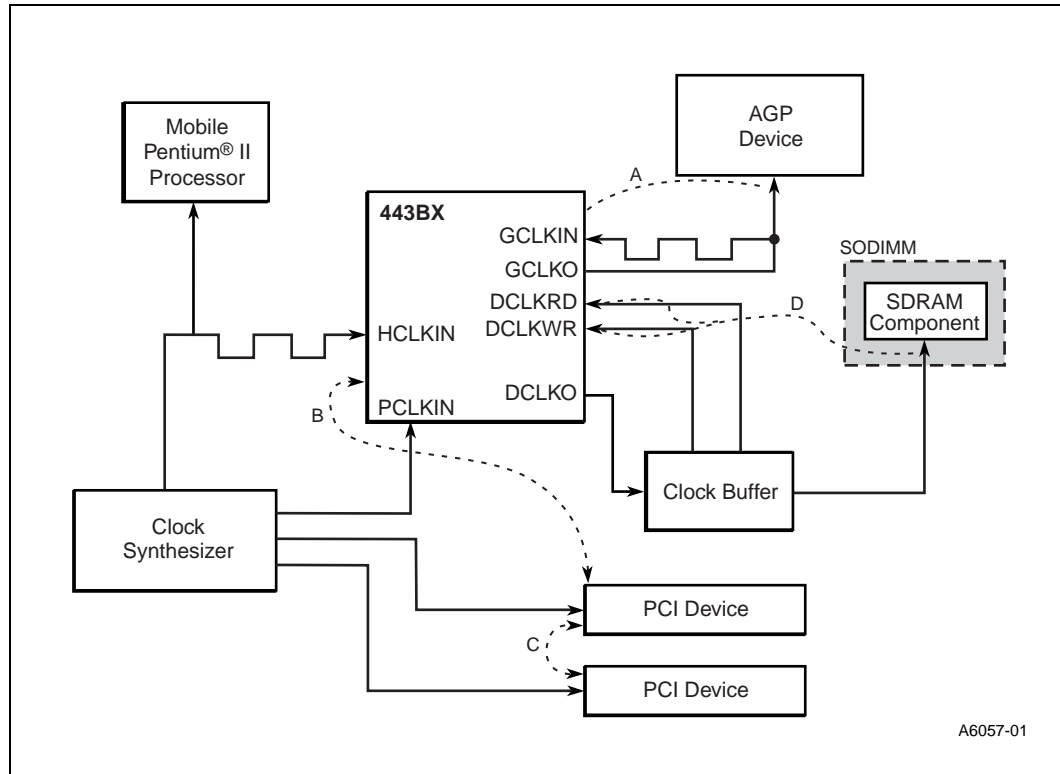 Mobile
Pentium® II
Processor
AGP
Device
A
443BX
GCLKIN
GCLKO
DCLKRD
DCLKWR
HCLKIN
DCLKO
PCLKIN
SODIMM
SDRAM
Component
D
B
Clock Buffer
Clock
Synthesizer
PCI Device
C
PCI Device
A6057-01